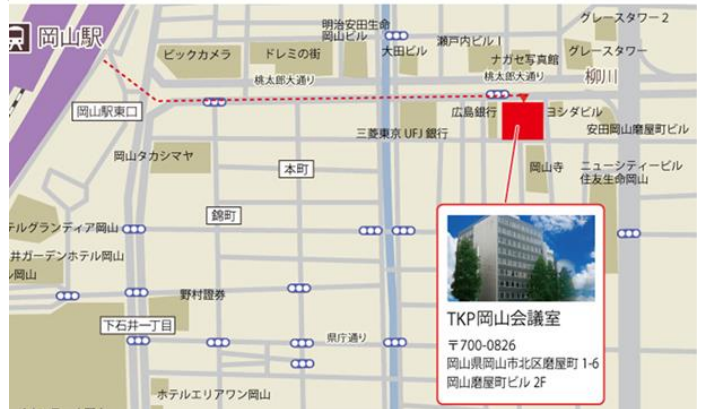 グレースタワー2
明治安田生命
岡山ビル
岡山駅
瀬戸内ビルI
ビックカメラ
ドレミの街
大田ビル
グレースタワー
ナガセ写真館
桃太郎大通り
桃太郎大通り
柳川
岡山駅東口
広島銀行
ヨシダビル
三菱東京UFJ銀行
安田岡山磨屋町ビル
岡山タカシマヤ
本町
岡山寺
ニューシティービル
住友生命岡山
錦町
テルグランディア岡山
井ガーデンホテル岡山
岡山
野村證券
TKP岡山会議室
下石井一丁目
県庁通り
〒700-0826
岡山県岡山市北区磨屋町1-6
岡山磨屋町ビル 2F
ホテルエリアワン岡山